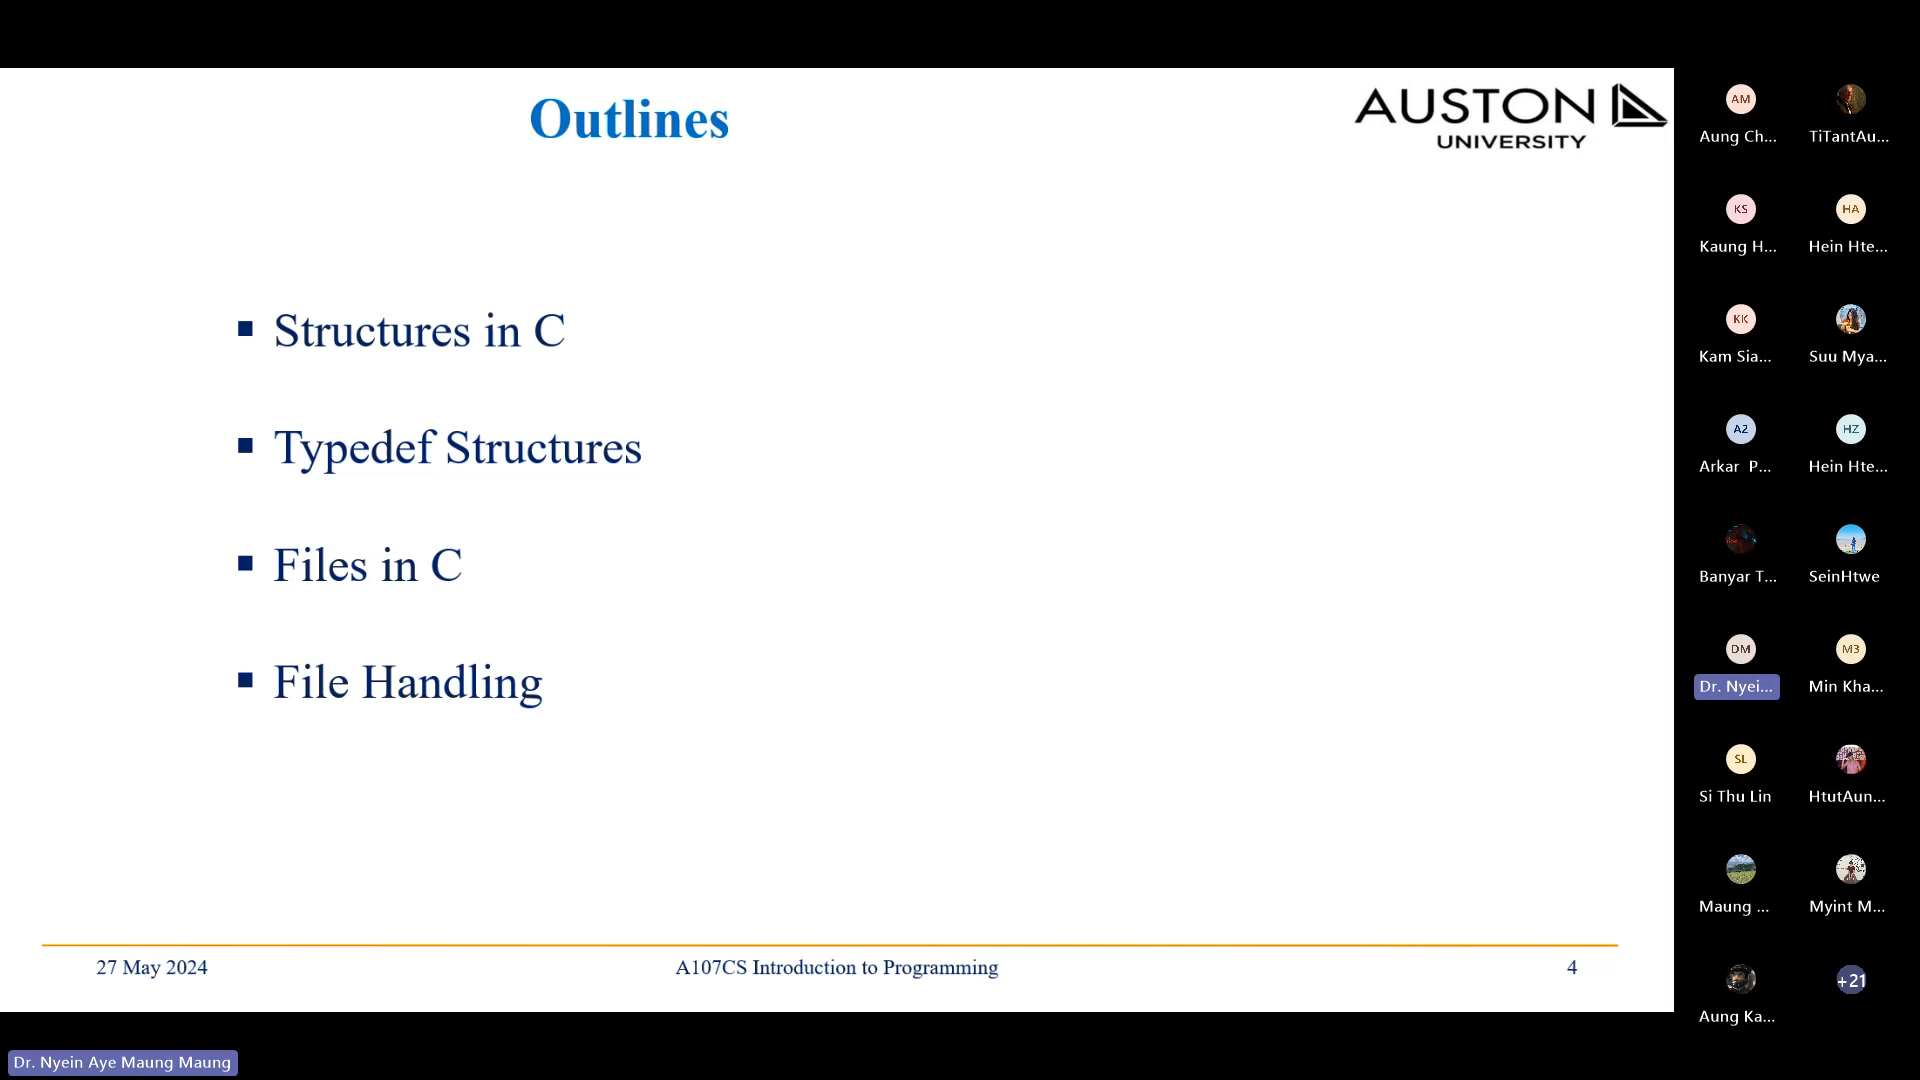 Outlines
AUSTON
UNIVERSITY
▪ Structures in C
▪ Typedef Structures
▪ Files in C
▪ File Handling
27 May 2024
A107CS Introduction to Programming
4
AM
Aung Ch...
TiTantAu...
KS
Kaung H...
HA
Hein Hte...
KK
Kam Sia...
Suu Mya...
A2
Arkar P...
HZ
Hein Hte...
Banyar T...
SeinHtwe
DM
Dr. Nyei...
M3
Min Kha...
SL
Si Thu Lin
HtutAun...
Maung ...
Myint M...
Aung Ka...
+21
Dr. Nyein Aye Maung Maung